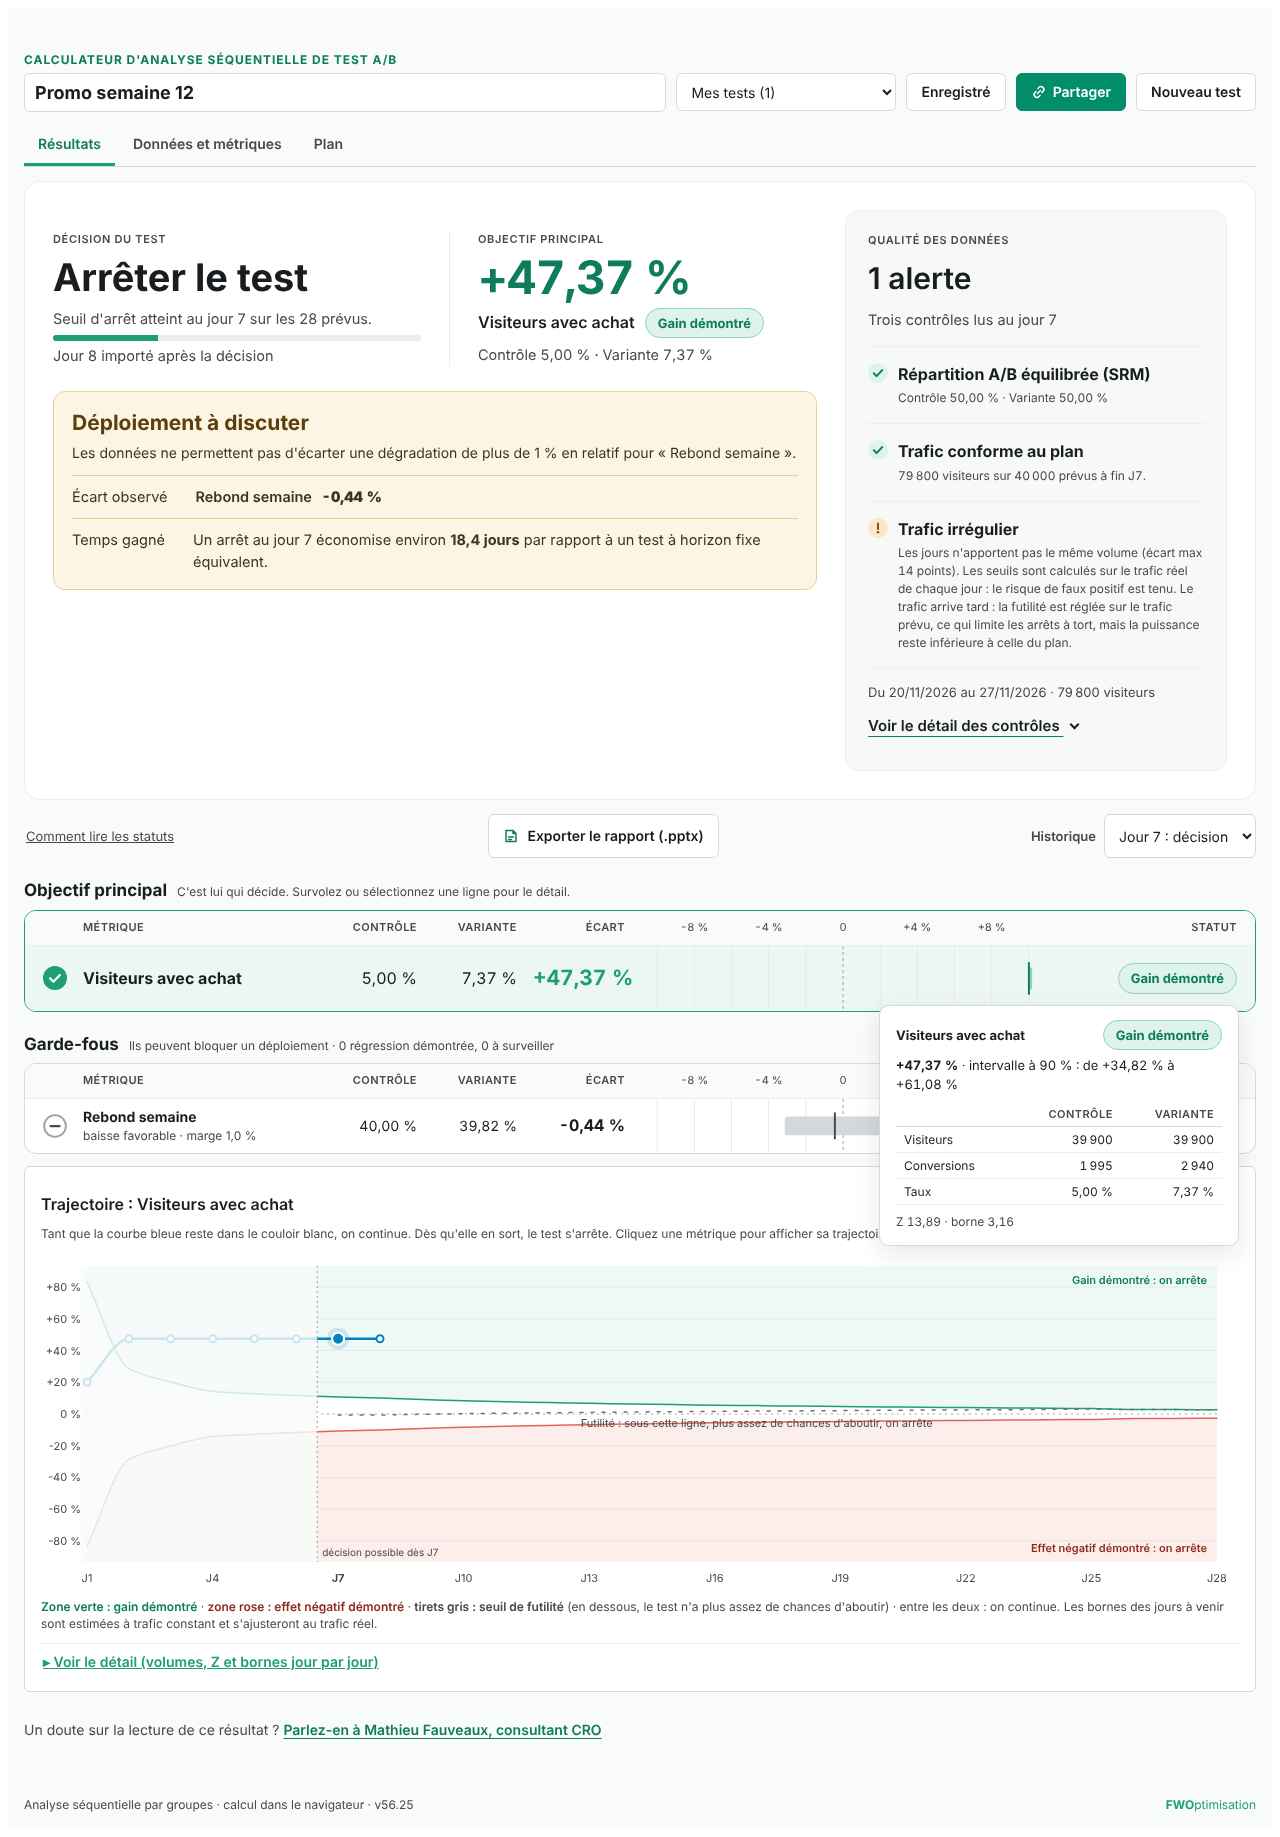 CALCULATEUR D'ANALYSE SÉQUENTIELLE DE TEST A/B
Promo semaine 12
Mes tests (1)
Enregistré
Partager
Nouveau test
Résultats
Données et métriques
Plan
DÉCISION DU TEST
Arrêter le test
Seuil d'arrêt atteint au jour 7 sur les 28 prévus.
Jour 8 importé après la décision
OBJECTIF PRINCIPAL
+47,37 %
Visiteurs avec achat
Gain démontré
Contrôle 5,00 % · Variante 7,37 %
Déploiement à discuter
Les données ne permettent pas d'écarter une dégradation de plus de 1 % en relatif pour « Rebond semaine ».
Écart observé
Rebond semaine -0,44 %
Temps gagné
Un arrêt au jour 7 économise environ 18,4 jours par rapport à un test à horizon fixe
équivalent.
QUALITÉ DES DONNÉES
1 alerte
Trois contrôles lus au jour 7
Répartition A/B équilibrée (SRM)
Contrôle 50,00 % · Variante 50,00 %
Trafic conforme au plan
79 800 visiteurs sur 40 000 prévus à fin J7.
Trafic irrégulier
Les jours n'apportent pas le même volume (écart max
14 points). Les seuils sont calculés sur le trafic réel
de chaque jour : le risque de faux positif est tenu. Le
trafic arrive tard : la futilité est réglée sur le trafic
prévu, ce qui limite les arrêts à tort, mais la puissance
reste inférieure à celle du plan.
Du 20/11/2026 au 27/11/2026 · 79 800 visiteurs
Voir le détail des contrôles
Comment lire les statuts
Exporter le rapport (.pptx)
Historique
Jour 7 : décision
Objectif principal C'est lui qui décide. Survolez ou sélectionnez une ligne pour le détail.
MÉTRIQUE CONTRÔLE VARIANTE ÉCART -8 % -4 % 0 +4 % +8 % STATUT
Visiteurs avec achat 5,00 % 7,37 % +47,37 % Gain démontré
Garde-fous Ils peuvent bloquer un déploiement · 0 régression démontrée, 0 à surveiller
MÉTRIQUE CONTRÔLE VARIANTE ÉCART -8 % -4 % 0
Rebond semaine 40,00 % 39,82 % -0,44 %
baisse favorable · marge 1,0 %
Visiteurs avec achat
Gain démontré
+47,37 % · intervalle à 90 % : de +34,82 % à
+61,08 %
CONTRÔLE VARIANTE
Visiteurs 39 900 39 900
Conversions 1 995 2 940
Taux 5,00 % 7,37 %
Z 13,89 · borne 3,16
Trajectoire : Visiteurs avec achat
Tant que la courbe bleue reste dans le couloir blanc, on continue. Dès qu'elle en sort, le test s'arrête. Cliquez une métrique pour afficher sa trajectoi
+80 %
+60 %
+40 %
+20 %
0 %
-20 %
-40 %
-60 %
-80 %
Gain démontré : on arrête
Futilité : sous cette ligne, plus assez de chances d'aboutir, on arrête
Effet négatif démontré : on arrête
décision possible dès J7
J1 J4 J7 J10 J13 J16 J19 J22 J25 J28
Zone verte : gain démontré · zone rose : effet négatif démontré · tirets gris : seuil de futilité (en dessous, le test n'a plus assez de chances d'aboutir) · entre les deux : on continue. Les bornes des jours à venir
sont estimées à trafic constant et s'ajusteront au trafic réel.
▸ Voir le détail (volumes, Z et bornes jour par jour)
Un doute sur la lecture de ce résultat ? Parlez-en à Mathieu Fauveaux, consultant CRO
Analyse séquentielle par groupes · calcul dans le navigateur · v56.25
FWOptimisation